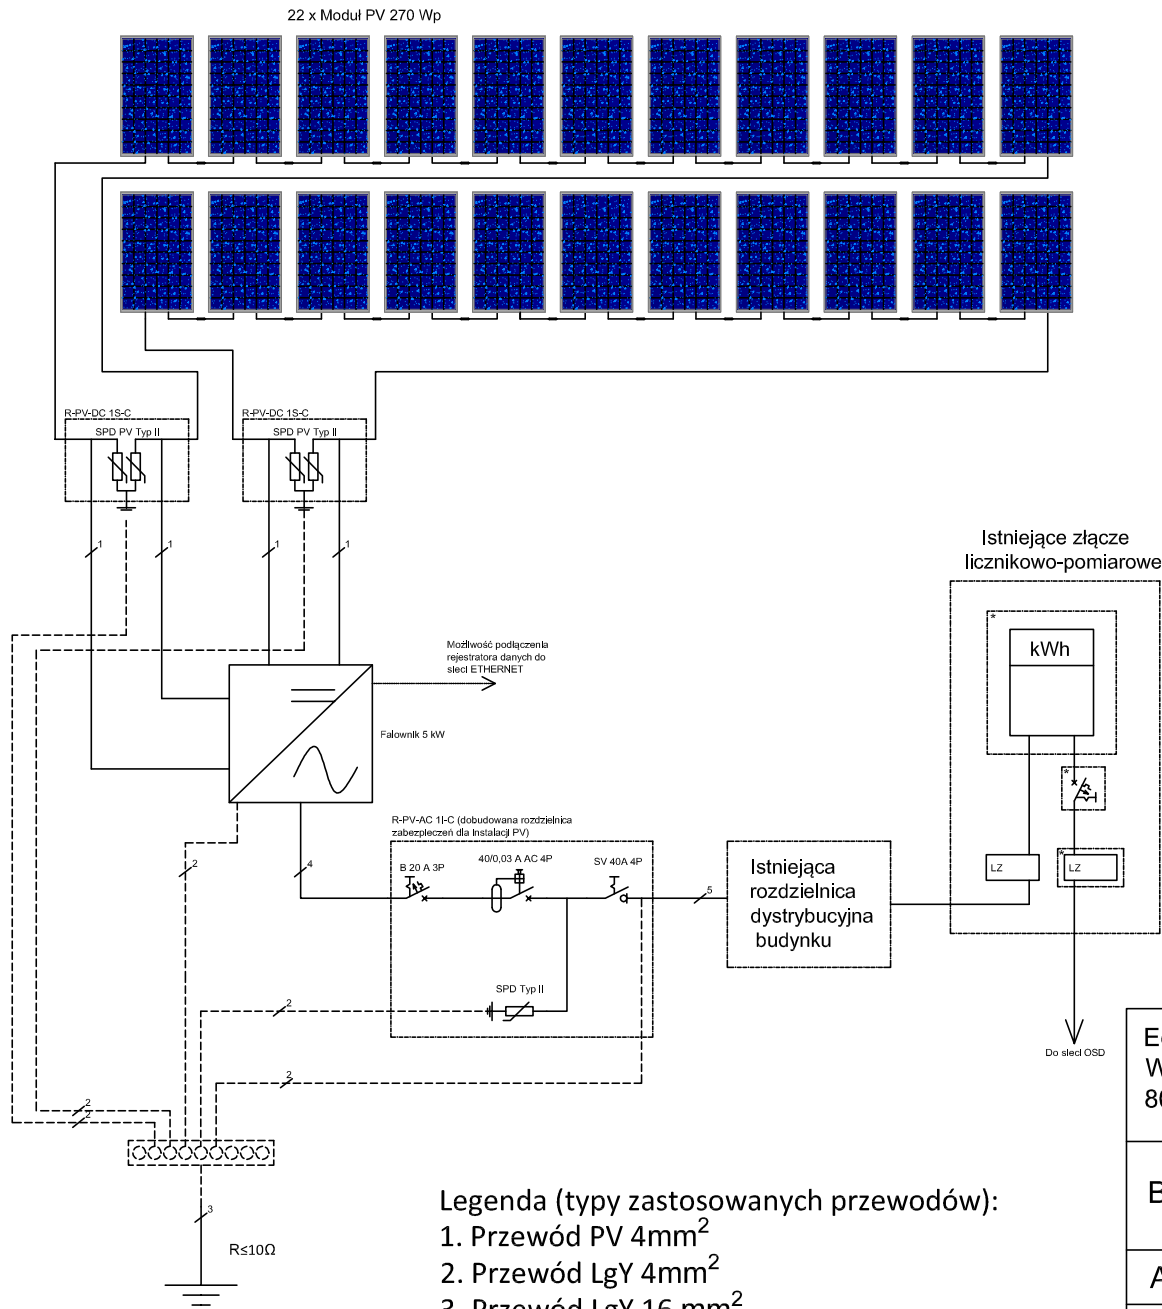 22 x Moduł PV 270 Wp
R-PV-DC 1S-C
SPD PV Typ II
1
1
R-PV-DC 1S-C
SPD PV Typ II
1
1
Możliwość podłączenia
rejestratora danych do
sieci ETHERNET
Falownik 5 kW
Istniejące złącze
licznikowo-pomiarowe
*
kWh
*
LZ
*
LZ
Do sieci OSD
R-PV-AC 1I-C (dobudowana rozdzielnica
zabezpieczeń dla Instalacji PV)
B 20 A 3P
40/0,03 A AC 4P
SV 40A 4P
SPD Typ II
4
5
Istniejąca
rozdzielnica
dystrybucyjna
budynku
2
2
2
2
2
3
R≤10Ω
Legenda (typy zastosowanych przewodów):
1. Przewód PV 4mm²
2. Przewód LgY 4mm²
3. Przewód LgY 16 mm²
W
B
A